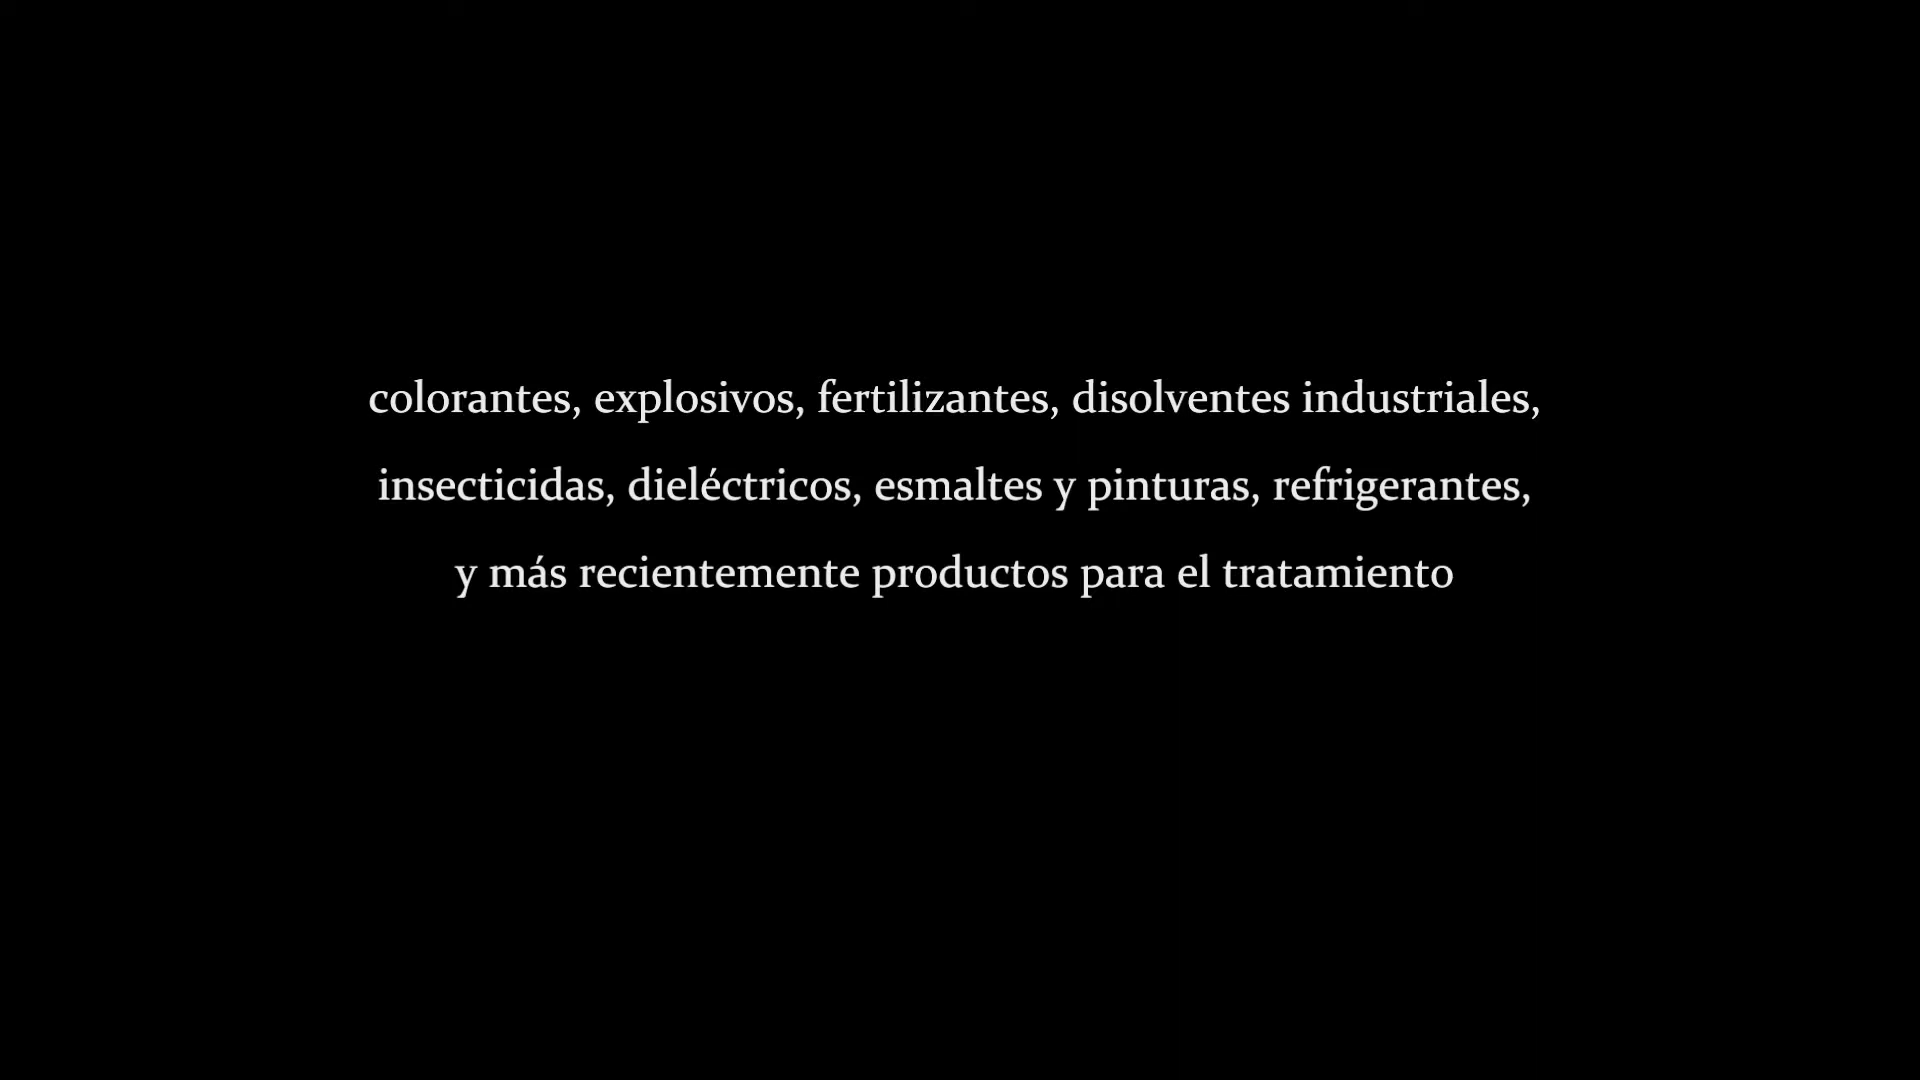 colorantes, explosivos, fertilizantes, disolventes industriales,
insecticidas, dieléctricos, esmaltes y pinturas, refrigerantes,
y más recientemente productos para el tratamiento